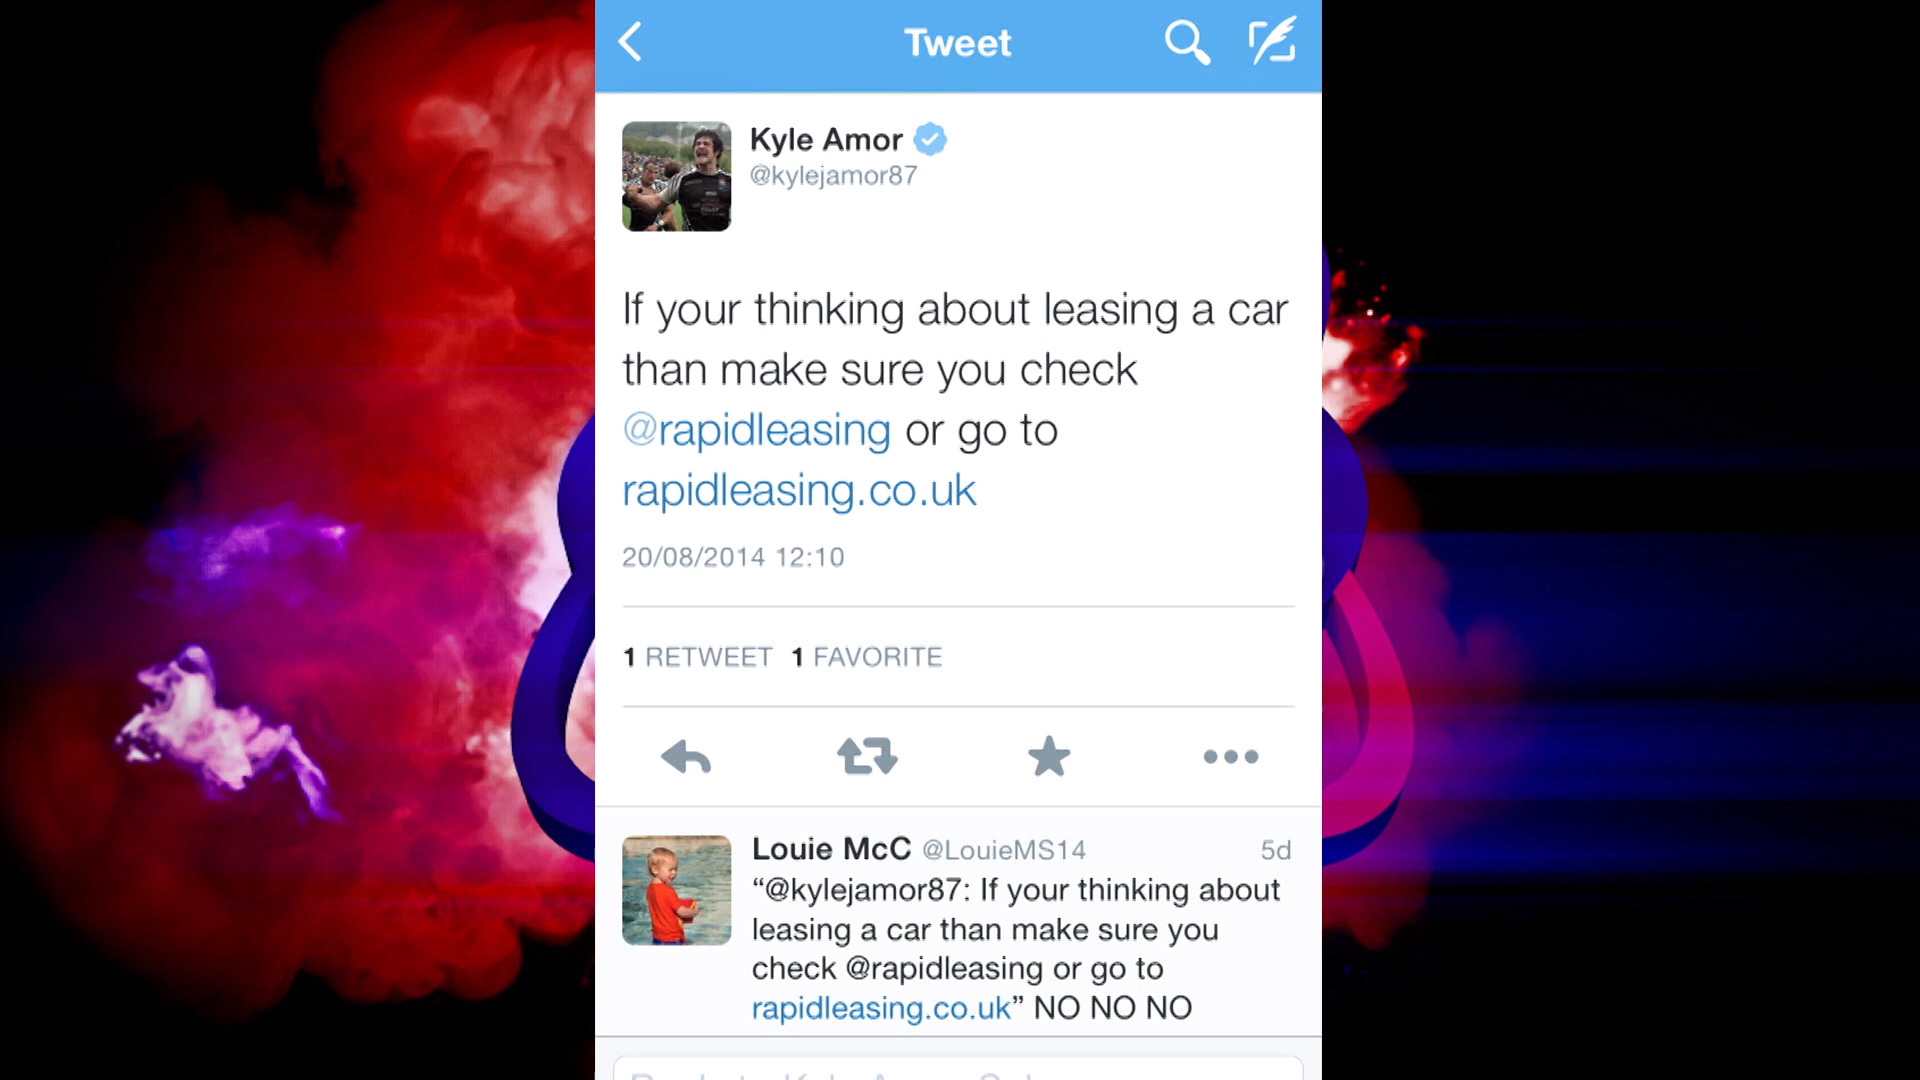 Tweet
Kyle Amor
@kylejamor87
If your thinking about leasing a car
than make sure you check
@rapidleasing or go to
rapidleasing.co.uk
20/08/2014 12:10
1 RETWEET 1 FAVORITE
Louie McC @LouieMS14 5d
“@kylejamor87: If your thinking about
leasing a car than make sure you
check @rapidleasing or go to
rapidleasing.co.uk” NO NO NO